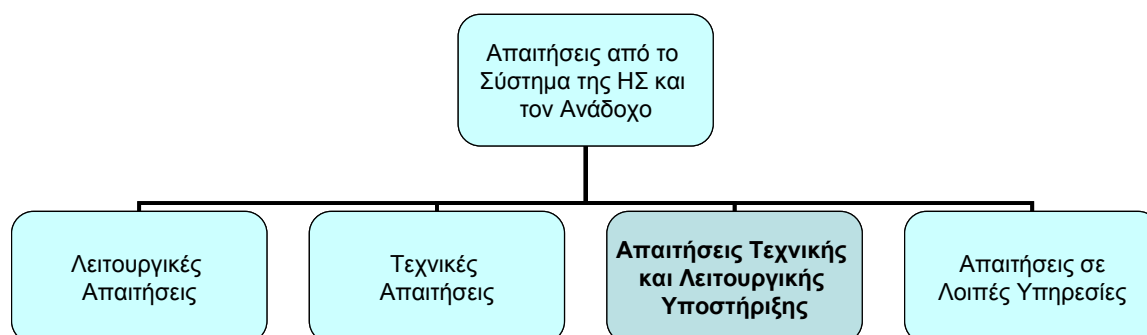 Απαιτήσεις από το
Σύστημα της ΗΣ και
τον Ανάδοχο
Λειτουργικές
Απαιτήσεις
Τεχνικές
Απαιτήσεις
Απαιτήσεις Τεχνικής
και Λειτουργικής
Υποστήριξης
Απαιτήσεις σε
Λοιπές Υπηρεσίες